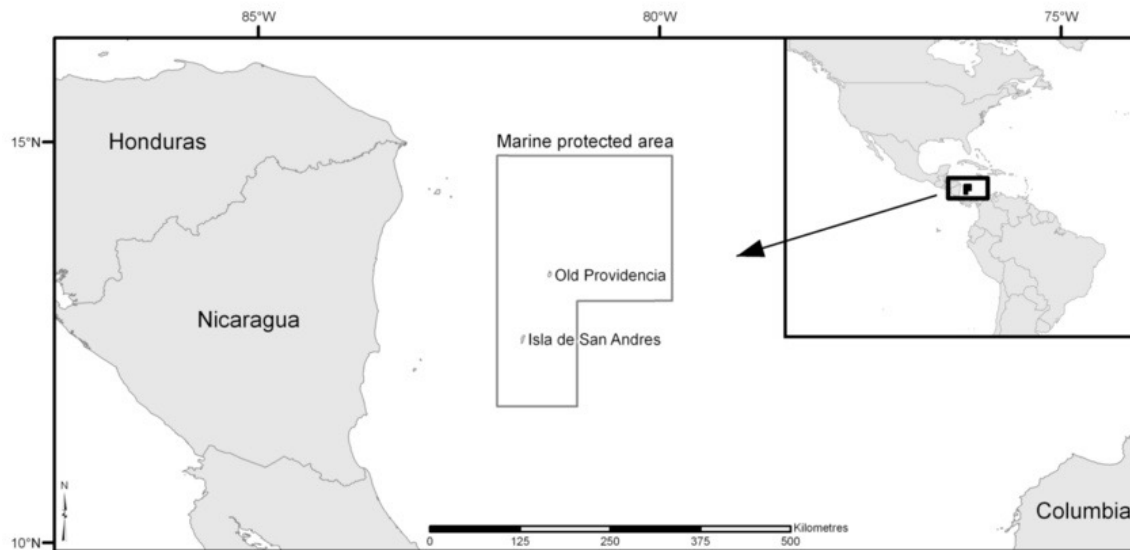 85°W
80°W
75°W
15°N
Honduras
Marine protected area
Old Providencia
Nicaragua
Isla de San Andres
N
Columbia
Kilometres
10°N
0 125 250 375 500